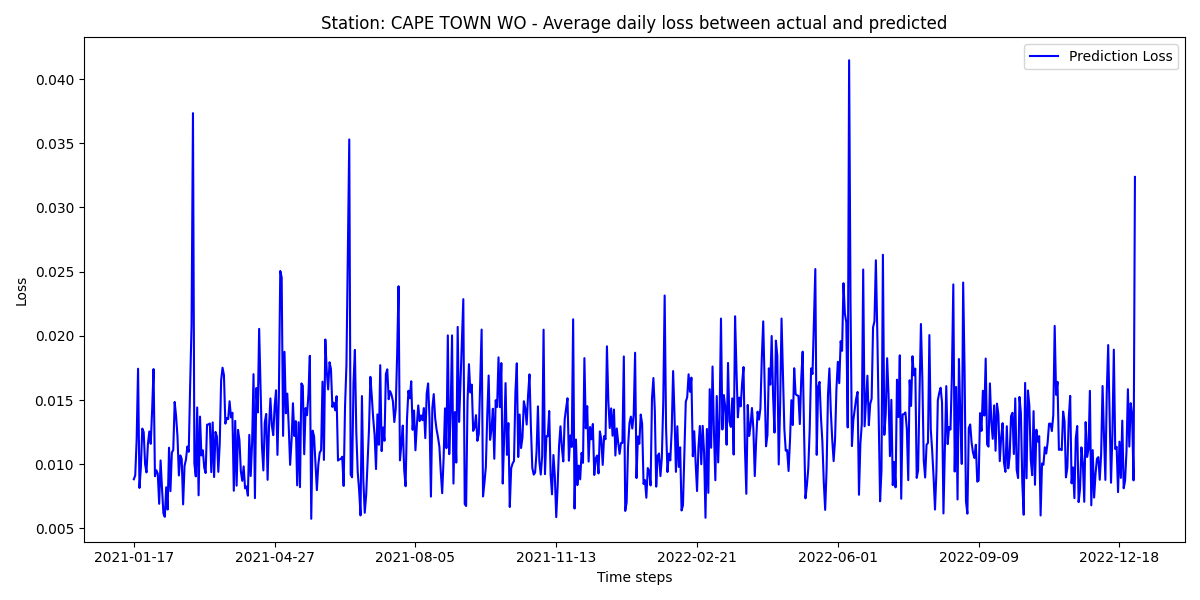 Station: CAPE TOWN WO - Average daily loss between actual and predicted
Prediction Loss
0.040
0.035
0.030
0.025
0.020
0.015
0.010
0.005
Loss
2021-01-17 2021-04-27 2021-08-05 2021-11-13 2022-02-21 2022-06-01 2022-09-09 2022-12-18
Time steps